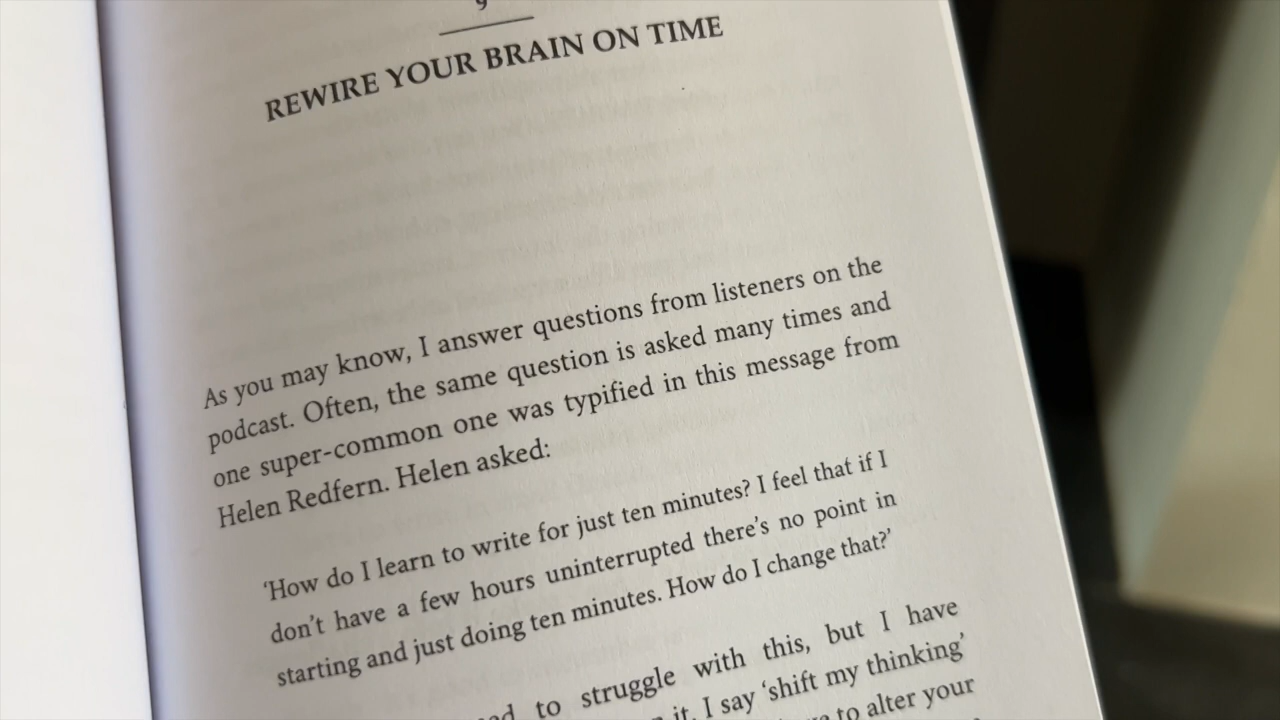 9
REWIRE YOUR BRAIN ON TIME
As you may know, I answer questions from listeners on the
podcast. Often, the same question is asked many times and
one super-common one was typified in this message from
Helen Redfern. Helen asked:
‘How do I learn to write for just ten minutes? I feel that if I
don’t have a few hours uninterrupted there’s no point in
starting and just doing ten minutes. How do I change that?’
to struggle with this, but I have
it. I say ‘shift my thinking’
to alter your